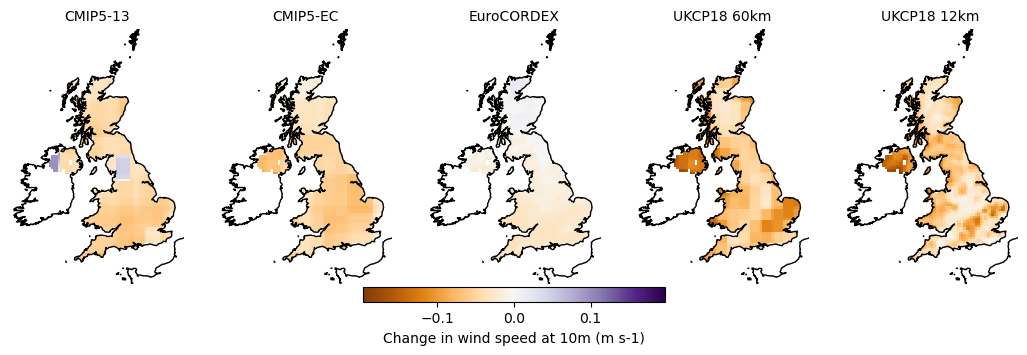 CMIP5-13
CMIP5-EC
EuroCORDEX
UKCP18 60km
UKCP18 12km
−0.1
0.0
0.1
Change in wind speed at 10m (m s-1)